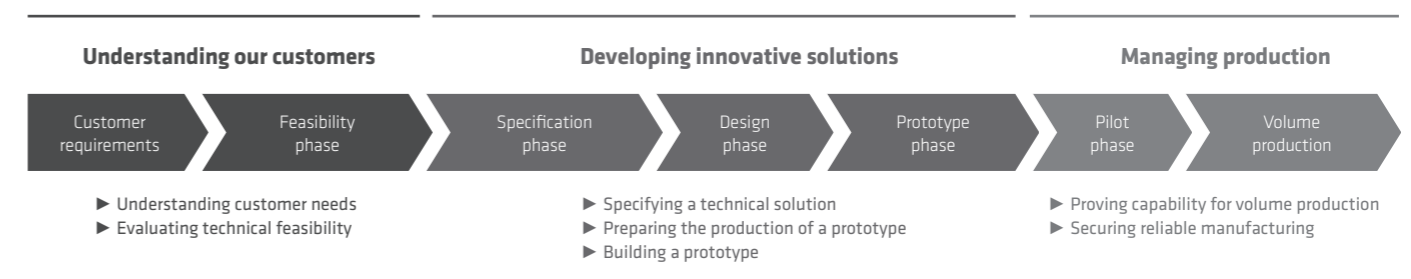 Understanding our customers
Developing innovative solutions
Managing production
Customer
requirements
Feasibility
phase
Specification
phase
Design
phase
Prototype
phase
Pilot
phase
Volume
production
► Understanding customer needs
► Evaluating technical feasibility
► Specifying a technical solution
► Preparing the production of a prototype
► Building a prototype
► Proving capability for volume production
► Securing reliable manufacturing